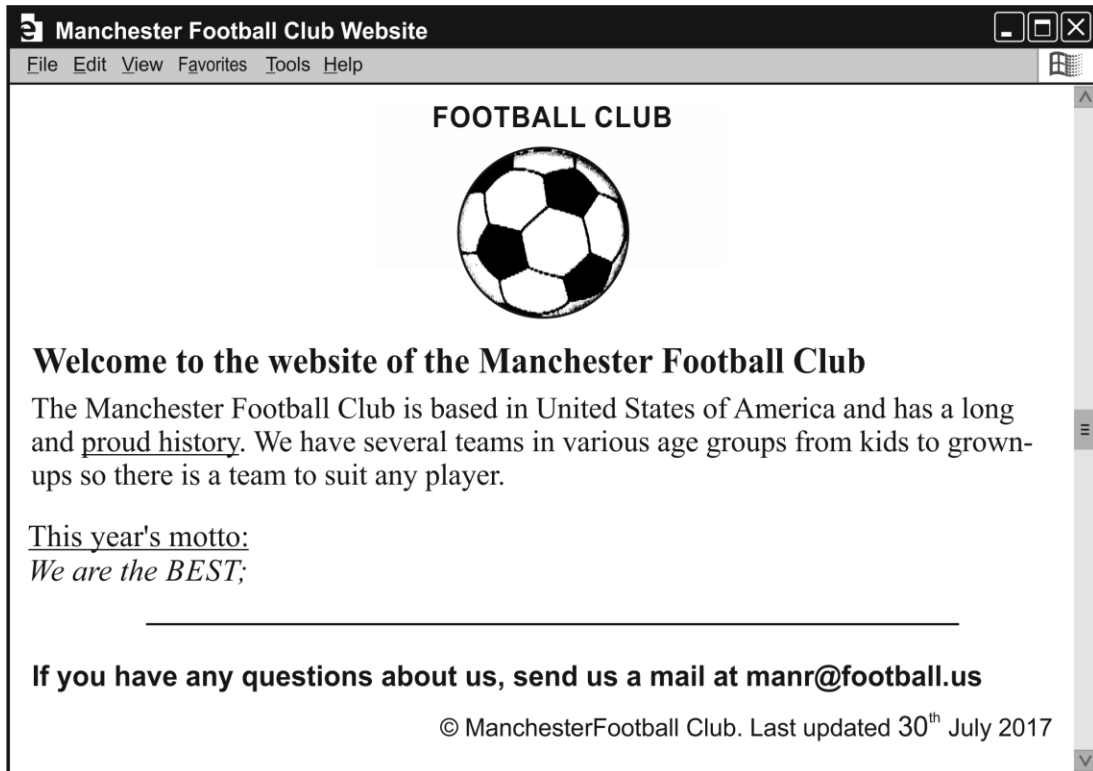 Manchester Football Club Website
File Edit View Favorites Tools Help
FOOTBALL CLUB
Welcome to the website of the Manchester Football Club
The Manchester Football Club is based in United States of America and has a long
and proud history. We have several teams in various age groups from kids to grown-
ups so there is a team to suit any player.
This year's motto:
We are the BEST;
If you have any questions about us, send us a mail at manr@football.us
© ManchesterFootball Club. Last updated 30th July 2017